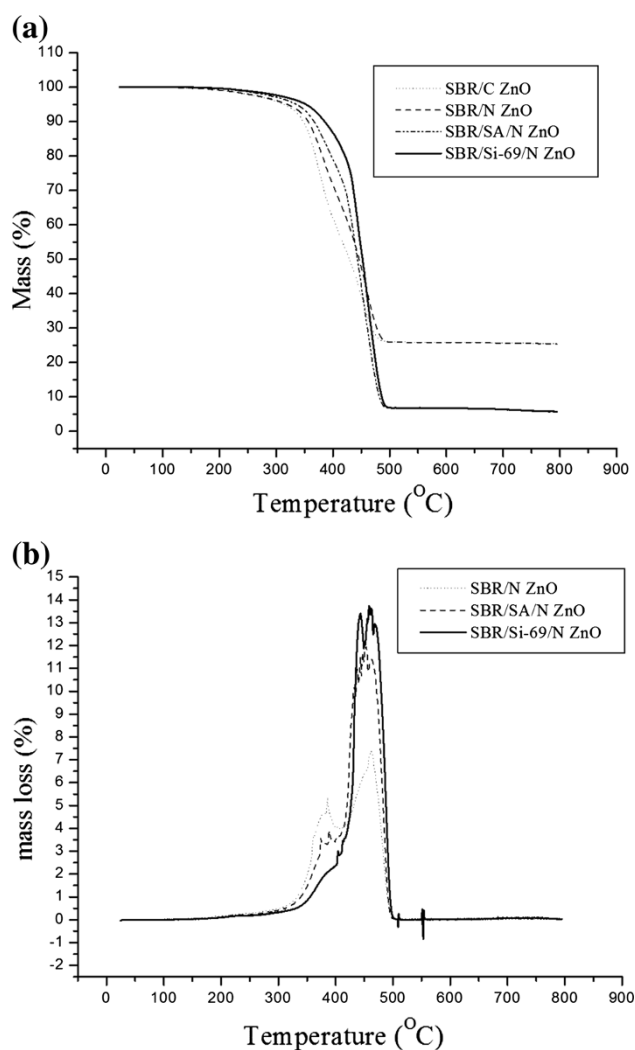 (a)
110
100
90
80
70
60
50
40
30
20
10
0
Mass (%)
SBR/C ZnO
SBR/N ZnO
SBR/SA/N ZnO
SBR/Si-69/N ZnO
0 100 200 300 400 500 600 700 800 900
Temperature (OC)
(b)
15
14
13
12
11
10
9
8
7
6
5
4
3
2
1
0
-1
-2
mass loss (%)
SBR/N ZnO
SBR/SA/N ZnO
SBR/Si-69/N ZnO
0 100 200 300 400 500 600 700 800 900
Temperature (OC)